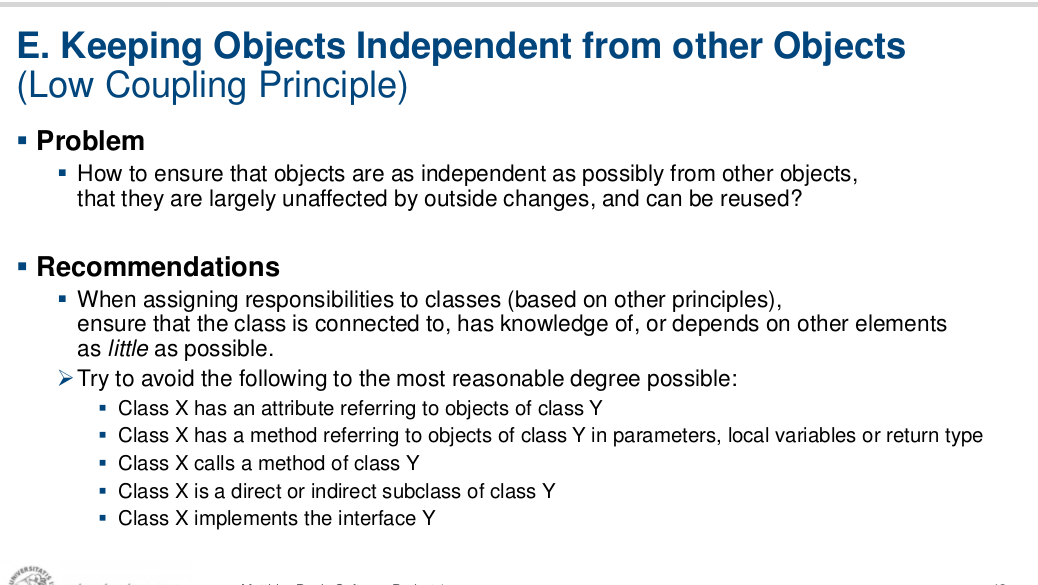 E. Keeping Objects Independent from other Objects
(Low Coupling Principle)
▪ Problem
▪ How to ensure that objects are as independent as possibly from other objects,
that they are largely unaffected by outside changes, and can be reused?
▪ Recommendations
▪ When assigning responsibilities to classes (based on other principles),
ensure that the class is connected to, has knowledge of, or depends on other elements
as little as possible.
➢ Try to avoid the following to the most reasonable degree possible:
▪ Class X has an attribute referring to objects of class Y
▪ Class X has a method referring to objects of class Y in parameters, local variables or return type
▪ Class X calls a method of class Y
▪ Class X is a direct or indirect subclass of class Y
▪ Class X implements the interface Y